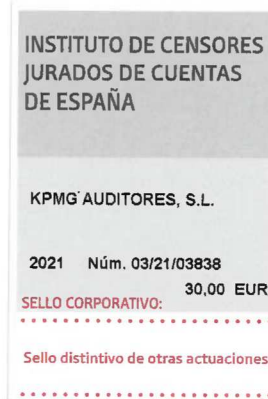 INSTITUTO DE CENSORES
JURADOS DE CUENTAS
DE ESPAÑA
KPMG AUDITORES, S.L.
2021 Núm. 03/21/03838
30,00 EUR
SELLO CORPORATIVO:
Sello distintivo de otras actuaciones